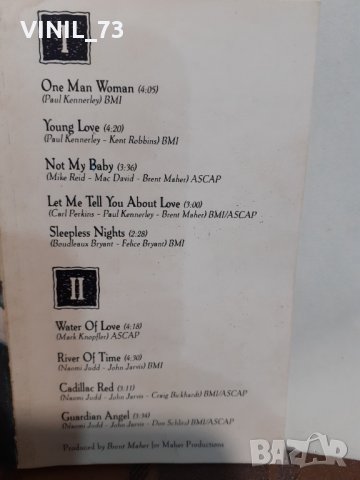 VINIL_73
I
One Man Woman (4:05)
(Paul Kennerley) BMI
Young Love (4:20)
(Paul Kennerley - Kent Robbins) BMI
Not My Baby (3:36)
(Mike Reid - Mac David - Brent Maher) ASCAP
Let Me Tell You About Love (3:00)
(Carl Perkins - Paul Kennerley - Brent Maher) BMI/ASCAP
Sleepless Nights (2:28)
(Boudleaux Bryant - Felice Bryant) BMI
II
Water Of Love (4:18)
(Mark Knopfler) ASCAP
River Of Time (4:30)
(Naomi Judd - John Jarvis) BMI
Cadillac Red (3:11)
(Naomi Judd - John Jarvis - Craig Bickhardt) BMI/ASCAP
Guardian Angel (3:34)
(Naomi Judd - John Jarvis - Don Schlitz) BMI/ASCAP
Produced by Brent Maher for Maher Productions
BAZAR
bg